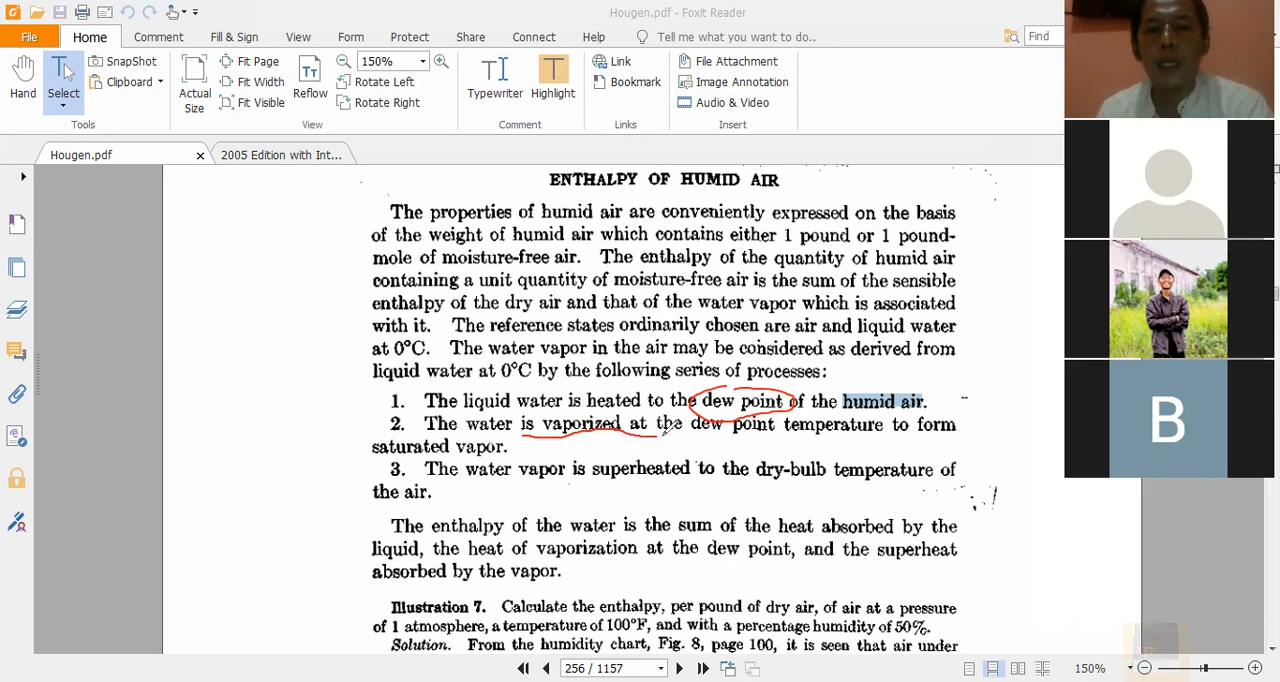 Hougen.pdf - Foxit Reader
File Home Comment Fill & Sign View Form Protect Share Connect Help Tell me what you want to do.. Find
SnapShot Fit Page 150% Link File Attachment
Clipboard Fit Width Rotate Left Bookmark Image Annotation
Hand Select Actual Size Fit Visible Reflow Rotate Right Typewriter Highlight Audio & Video
Tools View Comment Links Insert
Hougen.pdf 2005 Edition with Int...
ENTHALPY OF HUMID AIR
The properties of humid air are conveniently expressed on the basis
of the weight of humid air which contains either 1 pound or 1 pound-
mole of moisture-free air. The enthalpy of the quantity of humid air
containing a unit quantity of moisture-free air is the sum of the sensible
enthalpy of the dry air and that of the water vapor which is associated
with it. The reference states ordinarily chosen are air and liquid water
at 0°C. The water vapor in the air may be considered as derived from
liquid water at 0°C by the following series of processes:
1. The liquid water is heated to the dew point of the humid air.
2. The water is vaporized at the dew point temperature to form
saturated vapor.
3. The water vapor is superheated to the dry-bulb temperature of
the air.
The enthalpy of the water is the sum of the heat absorbed by the
liquid, the heat of vaporization at the dew point, and the superheat
absorbed by the vapor.
Illustration 7. Calculate the enthalpy, per pound of dry air, of air at a pressure
of 1 atmosphere, a temperature of 100°F, and with a percentage humidity of 50%.
Solution. From the humidity chart, Fig. 8, page 100, it is seen that air under
B
256 / 1157 150%